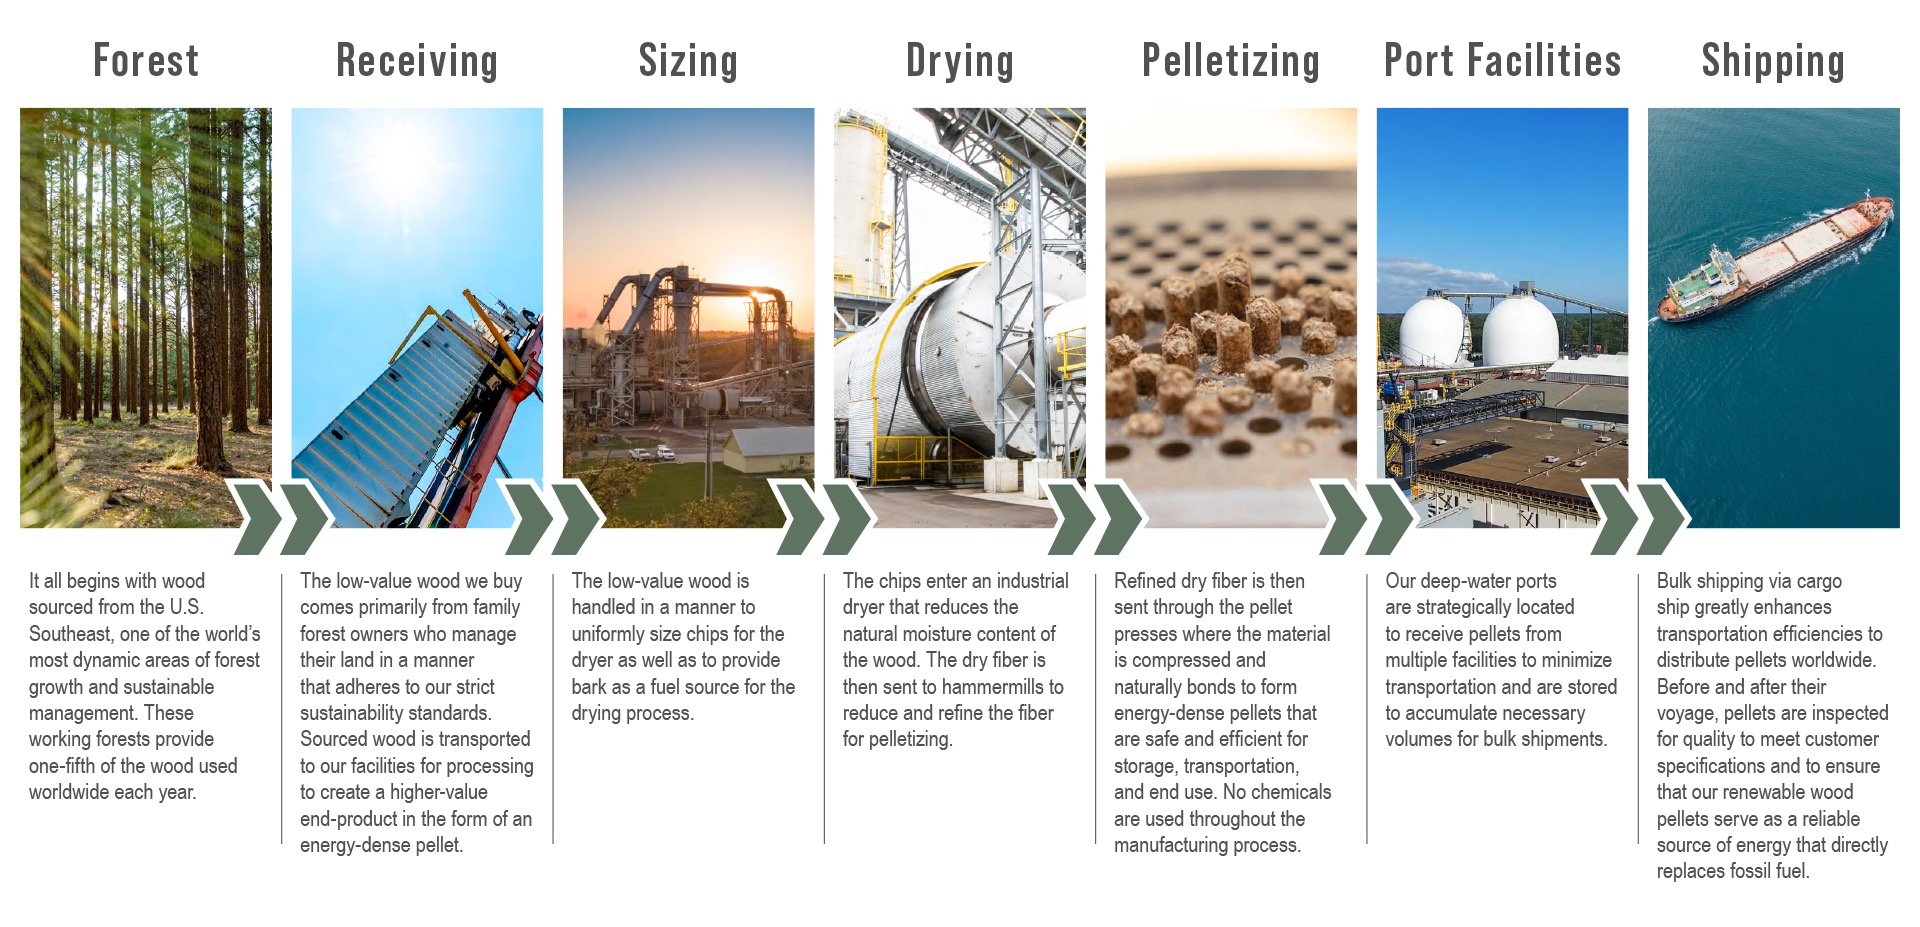 Forest
Receiving
Sizing
Drying
Pelletizing
Port Facilities
Shipping
It all begins with wood
sourced from the U.S.
Southeast, one of the world’s
most dynamic areas of forest
growth and sustainable
management. These
working forests provide
one-fifth of the wood used
worldwide each year.
The low-value wood we buy
comes primarily from family
forest owners who manage
their land in a manner
that adheres to our strict
sustainability standards.
Sourced wood is transported
to our facilities for processing
to create a higher-value
end-product in the form of an
energy-dense pellet.
The low-value wood is
handled in a manner to
uniformly size chips for the
dryer as well as to provide
bark as a fuel source for the
drying process.
The chips enter an industrial
dryer that reduces the
natural moisture content of
the wood. The dry fiber is
then sent to hammermills to
reduce and refine the fiber
for pelletizing.
Refined dry fiber is then
sent through the pellet
presses where the material
is compressed and
naturally bonds to form
energy-dense pellets that
are safe and efficient for
storage, transportation,
and end use. No chemicals
are used throughout the
manufacturing process.
Our deep-water ports
are strategically located
to receive pellets from
multiple facilities to minimize
transportation and are stored
to accumulate necessary
volumes for bulk shipments.
Bulk shipping via cargo
ship greatly enhances
transportation efficiencies to
distribute pellets worldwide.
Before and after their
voyage, pellets are inspected
for quality to meet customer
specifications and to ensure
that our renewable wood
pellets serve as a reliable
source of energy that directly
replaces fossil fuel.